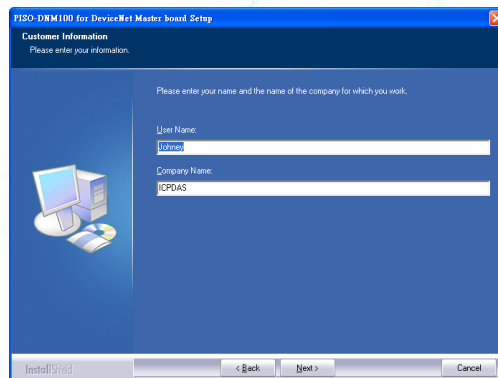 PISO-DNM100 for DeviceNet Master board Setup
Customer Information
Please enter your information.
Please enter your name and the name of the company for which you work.
User Name:
Johney
Company Name:
ICPDAS
InstallShield
< Back
Next >
Cancel